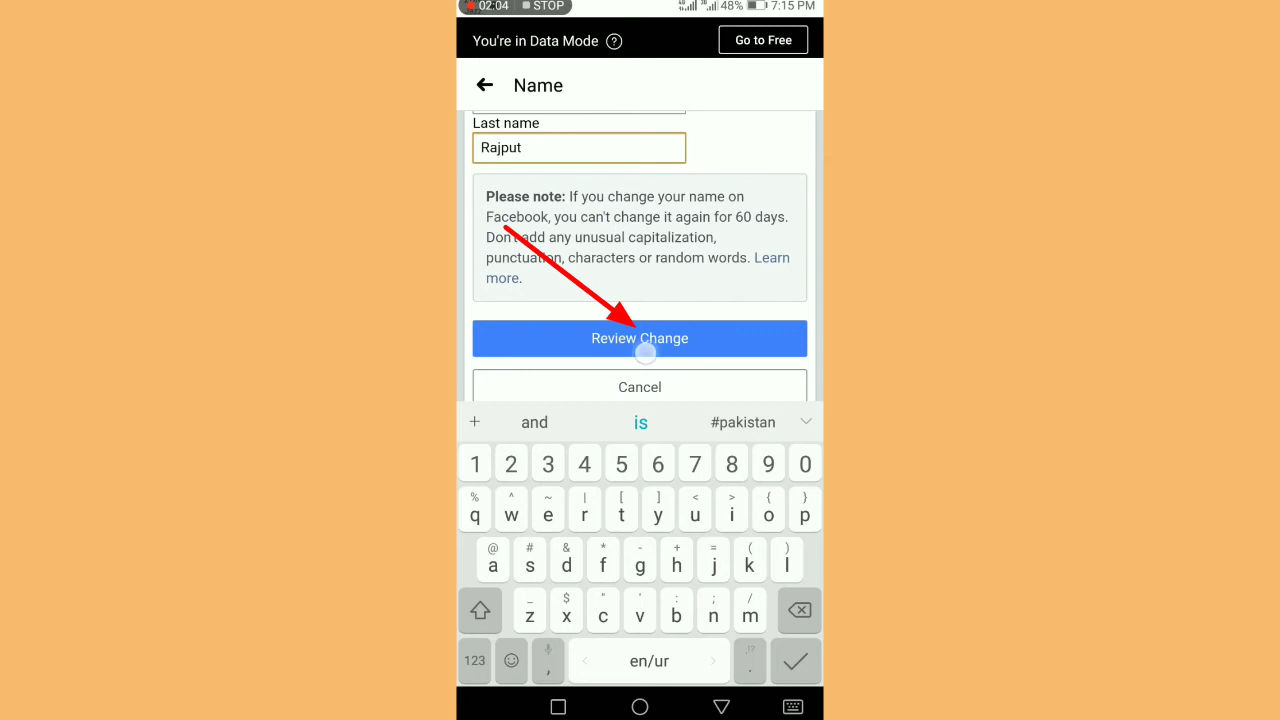 02:04 STOP 48% 7:15 PM
You're in Data Mode ? Go to Free
Name
Last name
Rajput
Please note: If you change your name on
Facebook, you can't change it again for 60 days.
Don't add any unusual capitalization,
punctuation, characters or random words. Learn
more.
Review Change
Cancel
+ and is #pakistan
1 2 3 4 5 6 7 8 9 0
% ^ ~ | [ ] < > { }
q w e r t y u i o p
@ # & * - + = ( )
a s d f g h j k l
_ $ " ' : ; /
z x c v b n m
123 , en/ur .